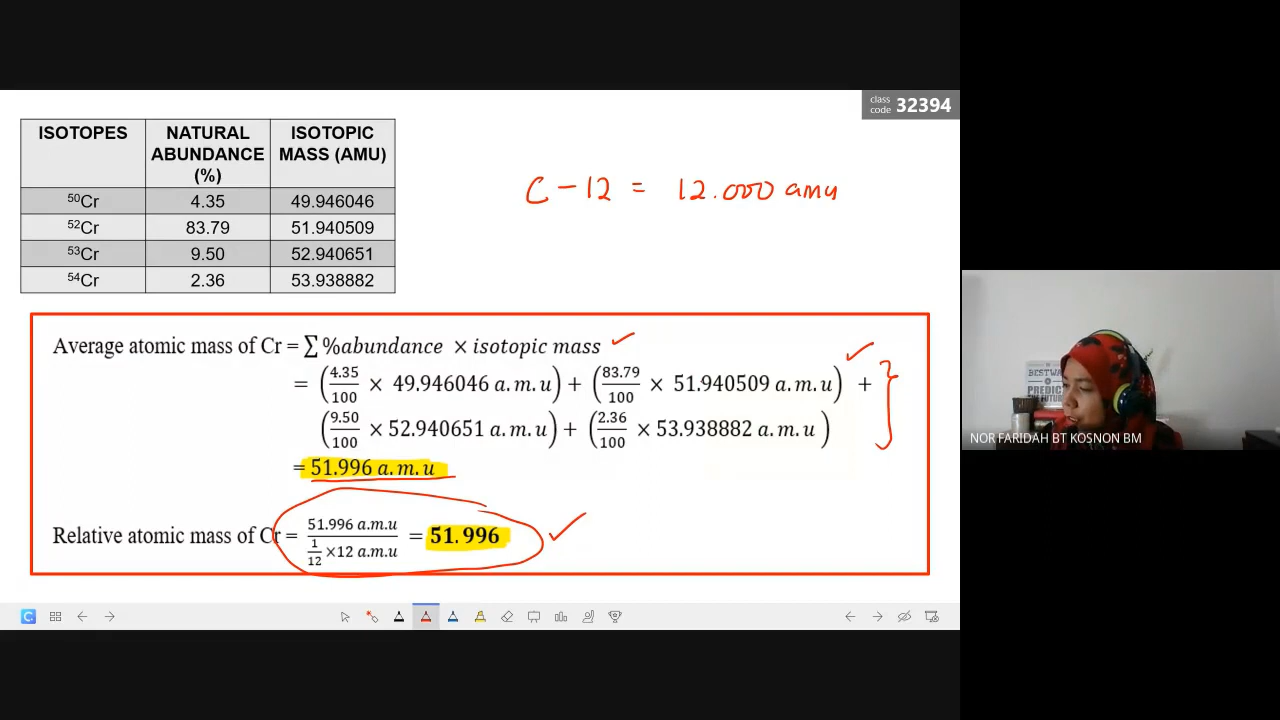 class code 32394
ISOTOPES NATURAL ABUNDANCE (%) ISOTOPIC MASS (AMU)
⁵⁰Cr 4.35 49.946046
⁵²Cr 83.79 51.940509
⁵³Cr 9.50 52.940651
⁵⁴Cr 2.36 53.938882
C-12 = 12.000 amu
Average atomic mass of Cr = ∑ %abundance × isotopic mass
= (4.35/100 × 49.946046 a.m.u) + (83.79/100 × 51.940509 a.m.u) +
(9.50/100 × 52.940651 a.m.u) + (2.36/100 × 53.938882 a.m.u)
= 51.996 a.m.u
Relative atomic mass of Cr = 51.996 a.m.u / (1/12 × 12 a.m.u) = 51.996
NOR FARIDAH BT KOSNON BM